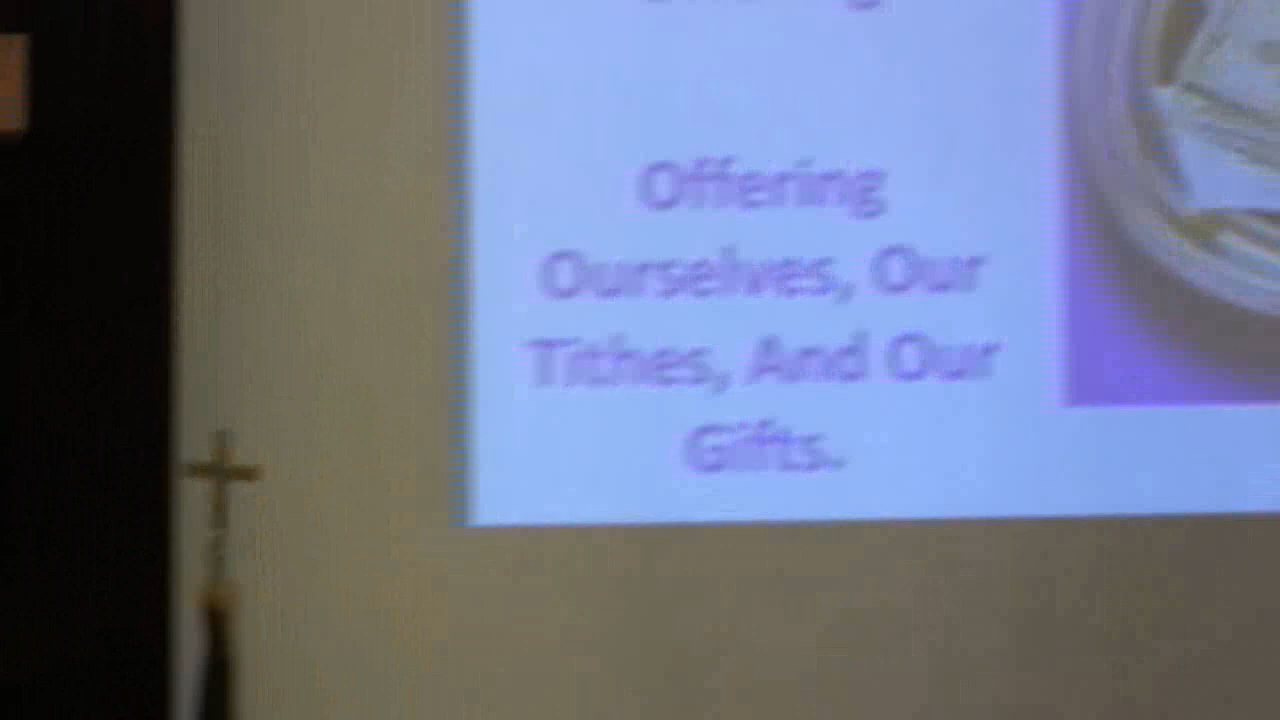 Offering
Ourselves, Our
Tithes, And Our
Gifts.